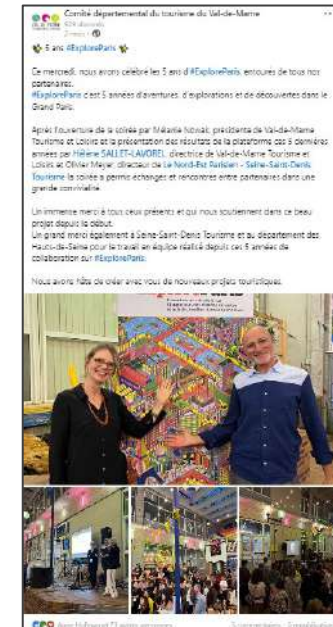 Comité départemental du tourisme du Val-de-Marne
abonnés
5 ans #ExploreParis
Ce mercredi, nous avons célébré les 5 ans d'#ExploreParis, entourés de tous nos
partenaires.
#ExploreParis c'est 5 années d'aventures, d'explorations et de découvertes dans le
Grand Paris.
Après l'ouverture de la soirée par Mélanie Nowak, présidente de Val-de-Marne
Tourisme et Loisirs et la présentation des résultats de la plateforme ces 5 dernières
années par Hélène SALLET-LAVOREL, directrice de Val-de-Marne Tourisme et
Loisirs et Olivier Meyer, directeur de Le Nord-Est Parisien - Seine-Saint-Denis
Tourisme la soirée a permis échanges et rencontres entre partenaires dans une
grande convivialité.
Un immense merci à tous ceux présents et qui nous soutiennent dans ce beau
projet depuis le début.
Un grand merci également à Seine-Saint-Denis Tourisme et au département des
Hauts-de-Seine pour le travail en équipe réalisé depuis ces 5 années de
collaboration sur #ExploreParis.
Nous avons hâte de créer avec vous de nouveaux projets touristiques.
autres personnes
commentaires